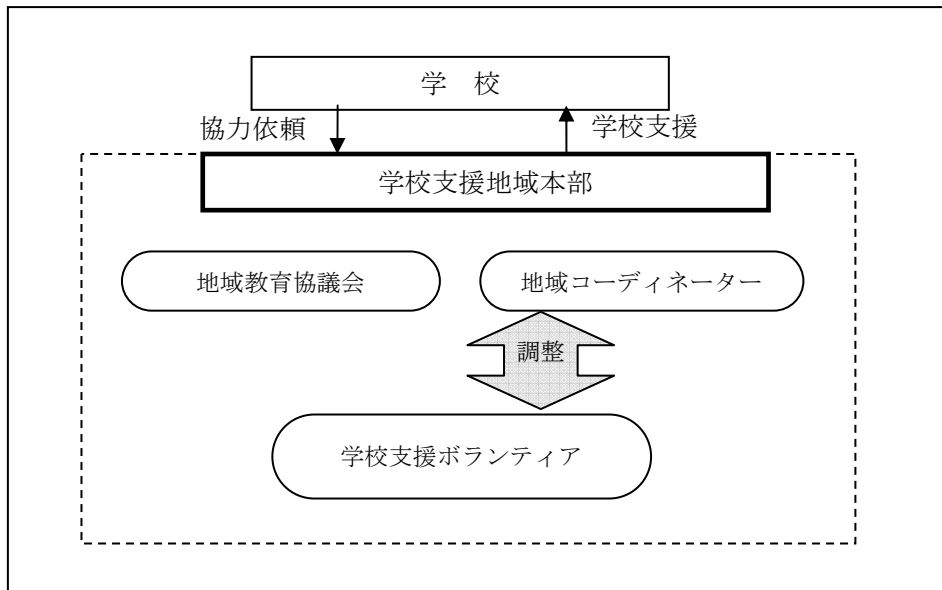 学 校
協力依頼
学校支援
学校支援地域本部
地域教育協議会
地域コーディネーター
調整
学校支援ボランティア